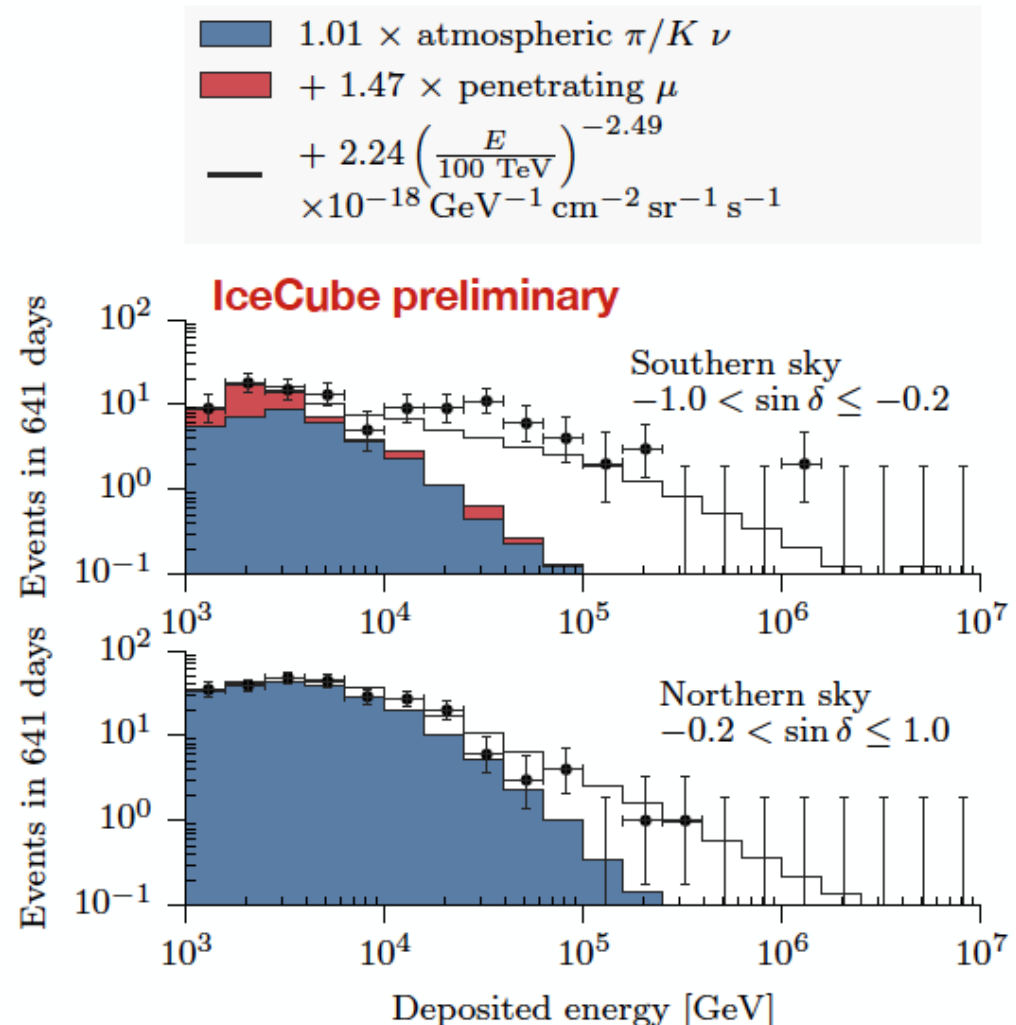 1.01 × atmospheric π/K ν
+ 1.47 × penetrating μ
+ 2.24 (E/100 TeV)^−2.49
×10^−18 GeV^−1 cm^−2 sr^−1 s^−1
IceCube preliminary
Events in 641 days
10^2
10^1
10^0
10^−1
Southern sky
−1.0 < sin δ ≤ −0.2
10^3 10^4 10^5 10^6 10^7
Events in 641 days
10^2
10^1
10^0
10^−1
Northern sky
−0.2 < sin δ ≤ 1.0
10^3 10^4 10^5 10^6 10^7
Deposited energy [GeV]